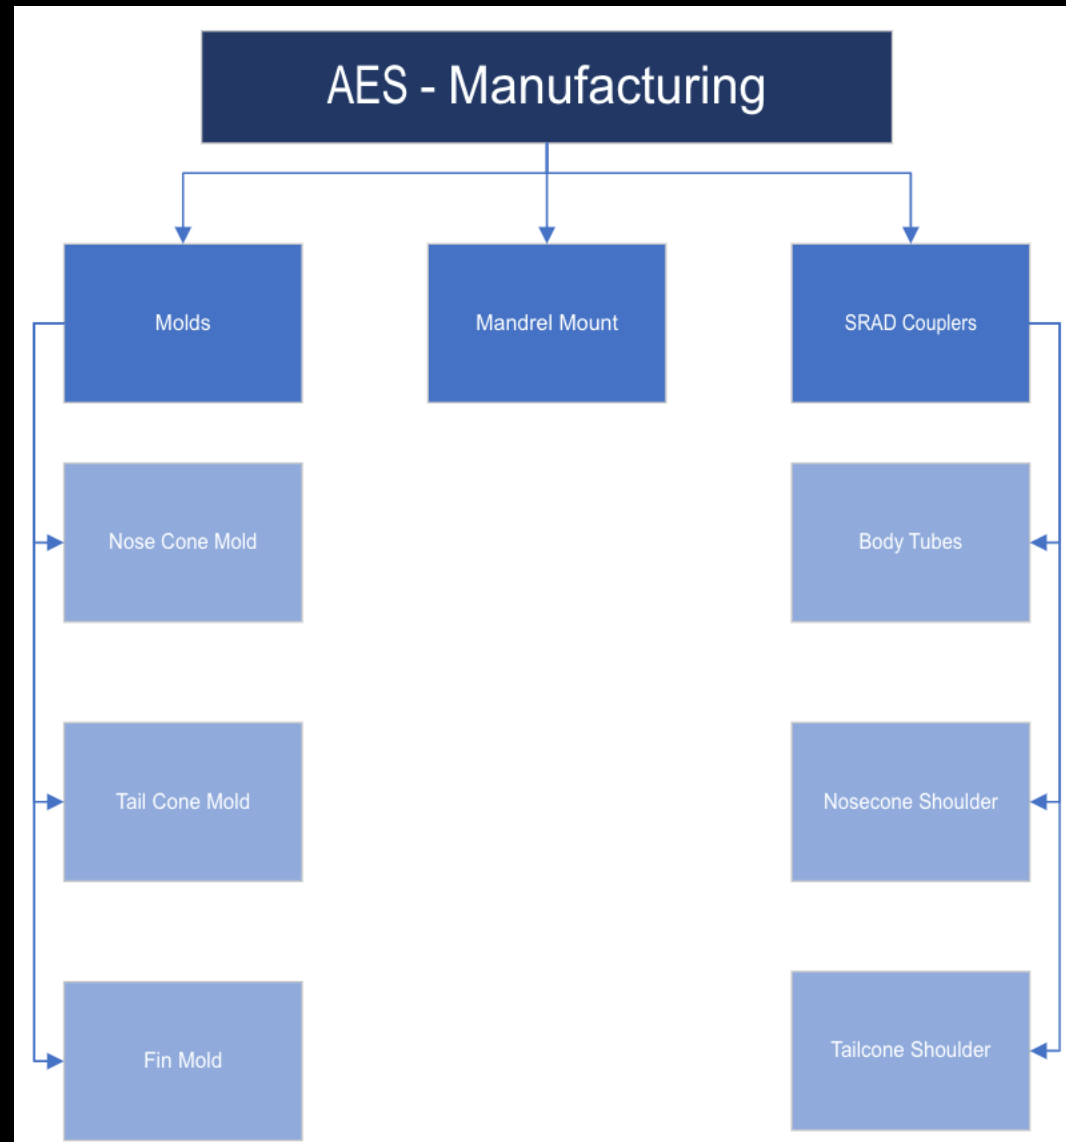 AES - Manufacturing
Molds
Mandrel Mount
SRAD Couplers
Nose Cone Mold
Body Tubes
Tail Cone Mold
Nosecone Shoulder
Fin Mold
Tailcone Shoulder